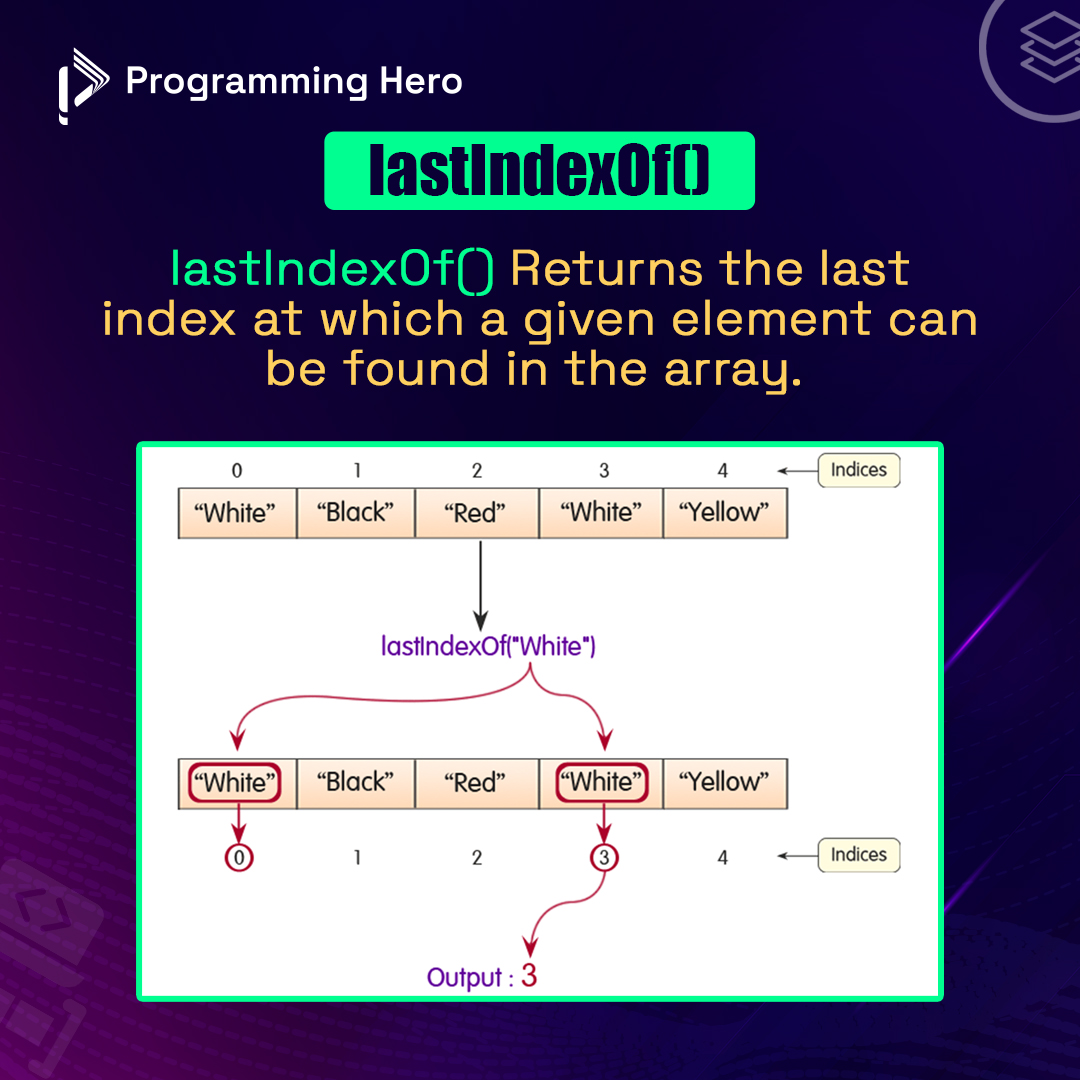 Programming Hero
lastIndexOf()
lastIndexOf() Returns the last
index at which a given element can
be found in the array.
0 1 2 3 4 Indices
“White” “Black” “Red” “White” “Yellow”
lastIndexOf("White")
“White” “Black” “Red” “White” “Yellow”
0 1 2 3 4 Indices
Output : 3